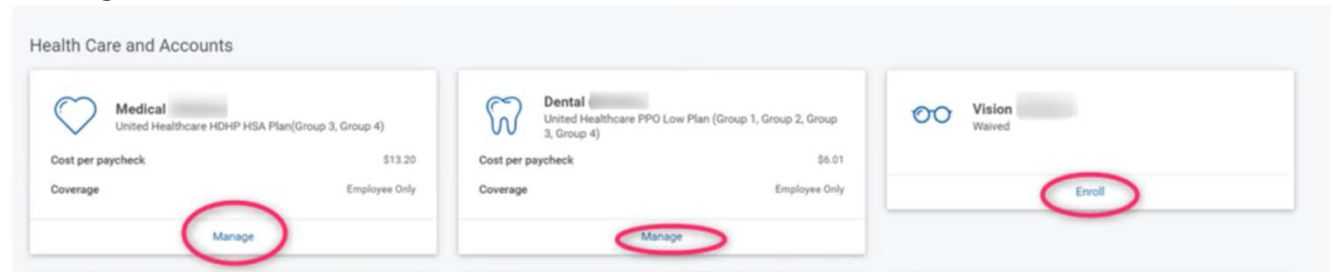 Health Care and Accounts
Medical
United Healthcare HDHP HSA Plan(Group 3, Group 4)
Cost per paycheck $13.20
Coverage Employee Only
Manage
Dental
United Healthcare PPO Low Plan (Group 1, Group 2, Group
3, Group 4)
Cost per paycheck $6.01
Coverage Employee Only
Manage
Vision
Waived
Enroll